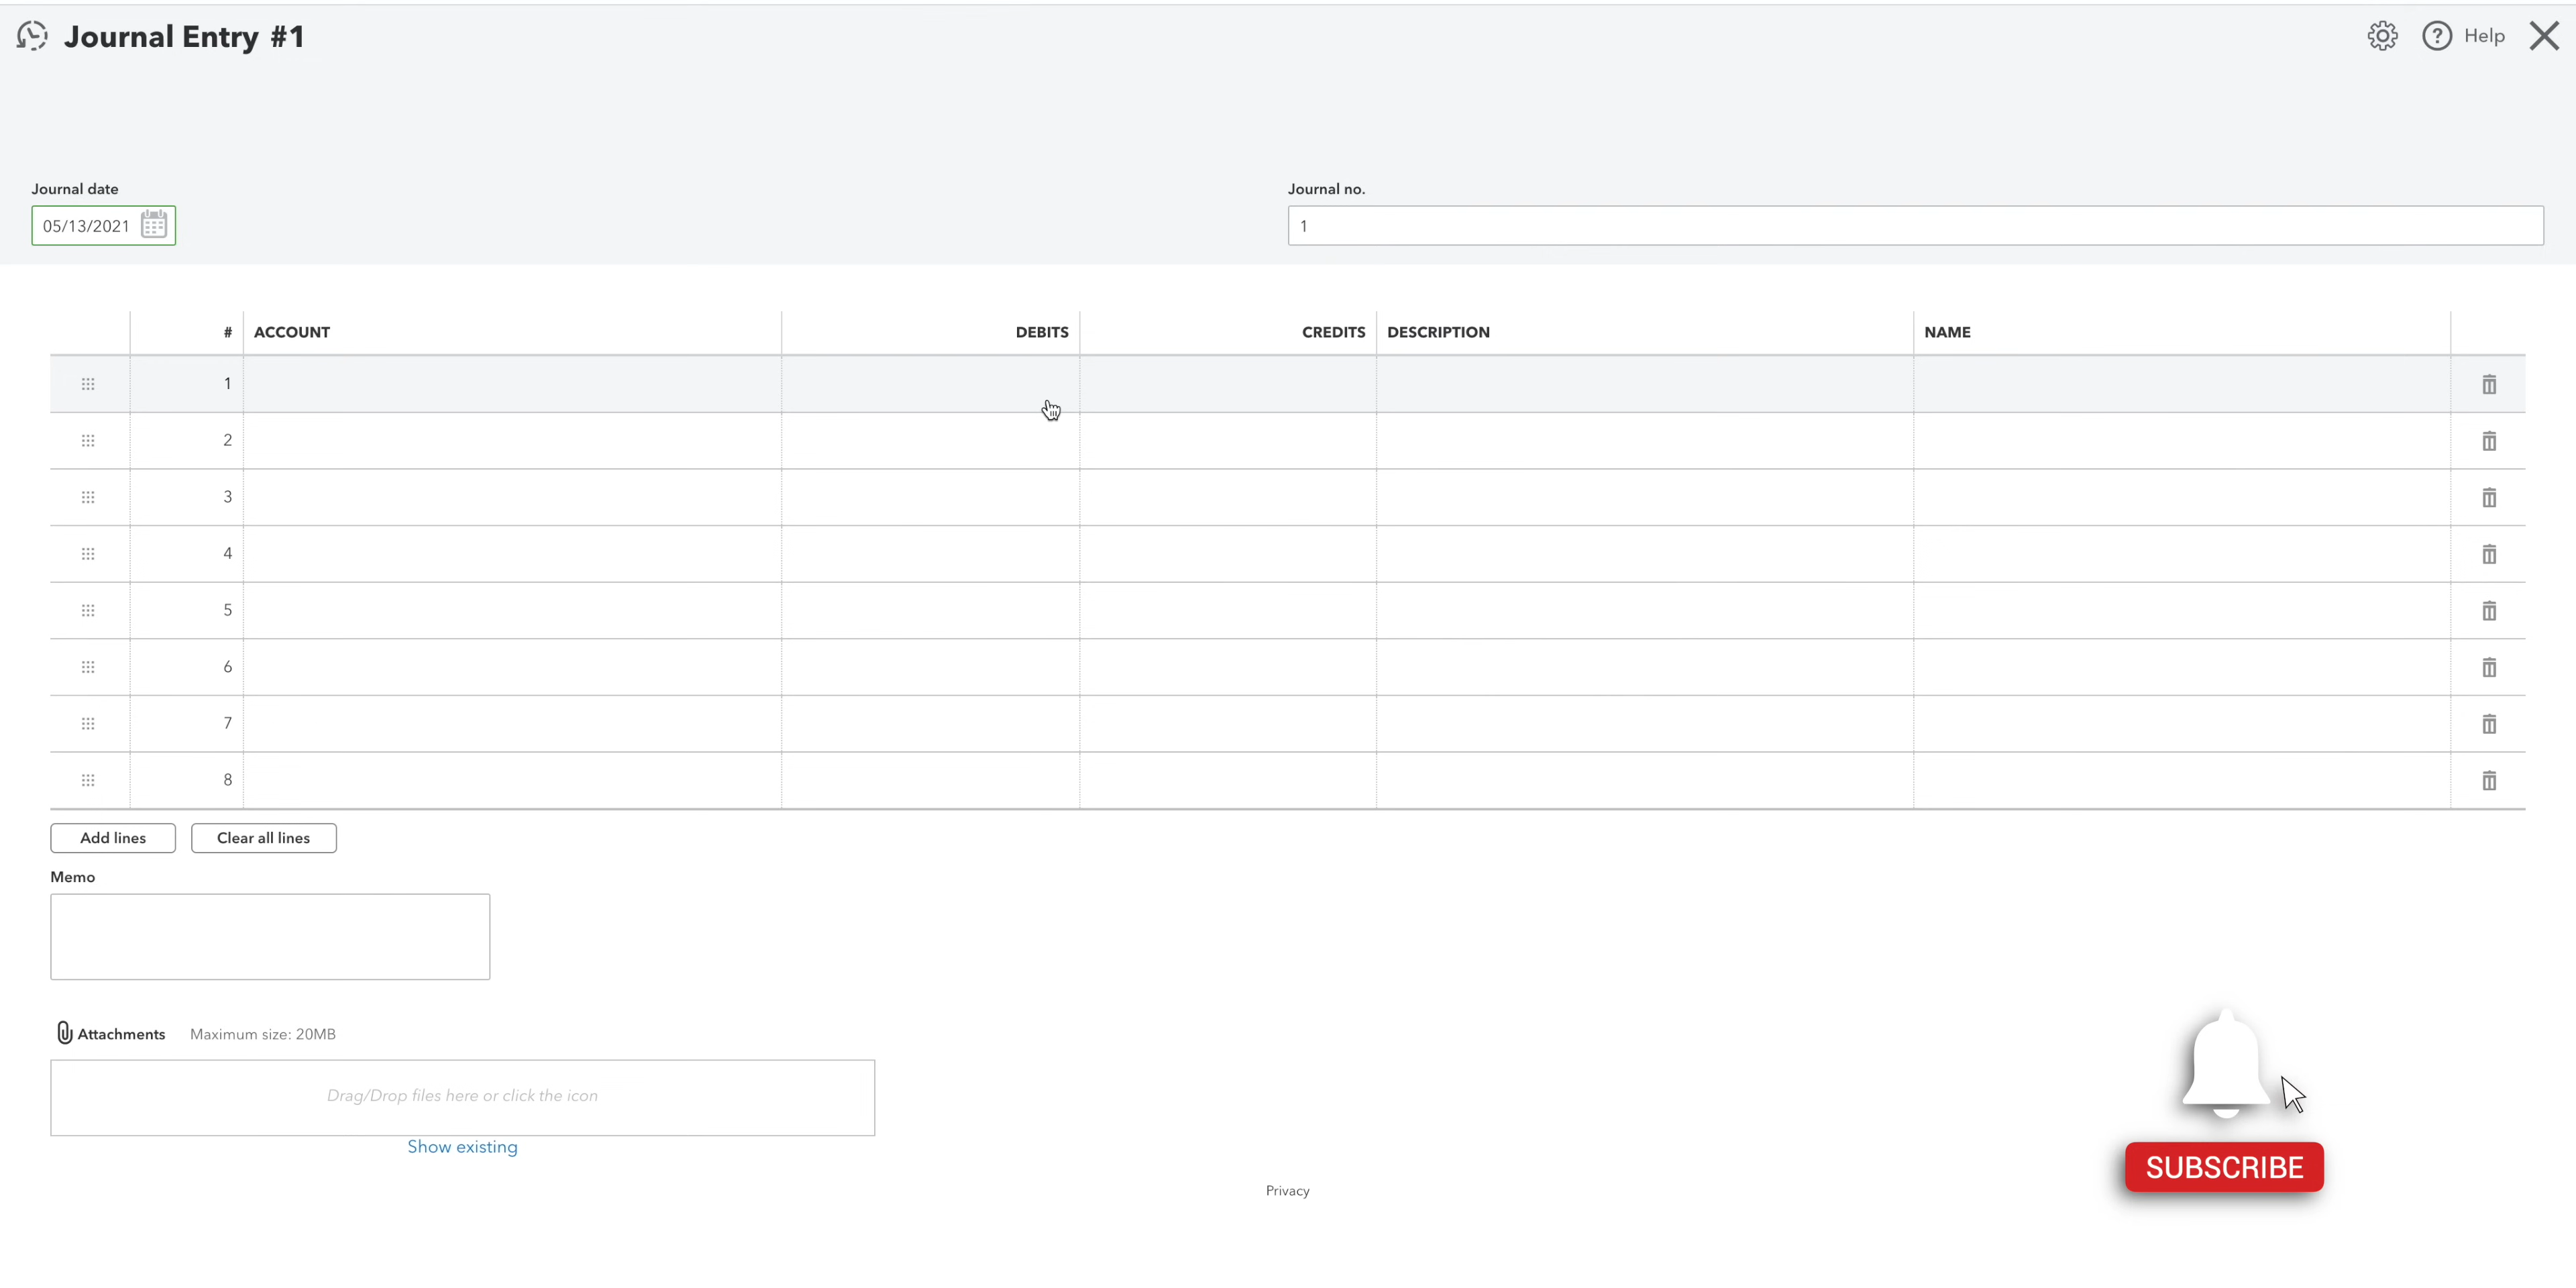 Journal Entry #1
? Help
Journal date
Journal no.
05/13/2021
1
# ACCOUNT DEBITS CREDITS DESCRIPTION NAME
1
2
3
4
5
6
7
8
Add lines Clear all lines
Memo
Attachments Maximum size: 20MB
Drag/Drop files here or click the icon
Show existing
SUBSCRIBE
Privacy